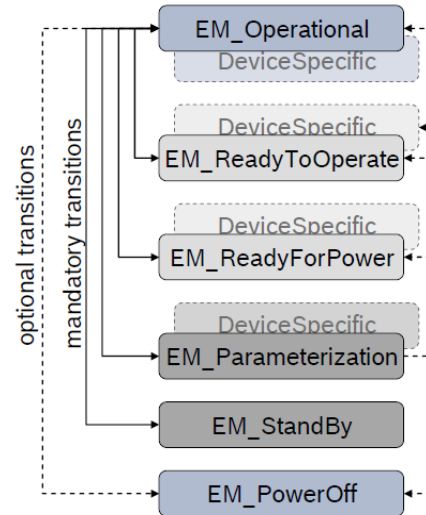 EM_Operational
DeviceSpecific
DeviceSpecific
EM_ReadyToOperate
DeviceSpecific
EM_ReadyForPower
DeviceSpecific
EM_Parameterization
EM_StandBy
EM_PowerOff
optional transitions
mandatory transitions